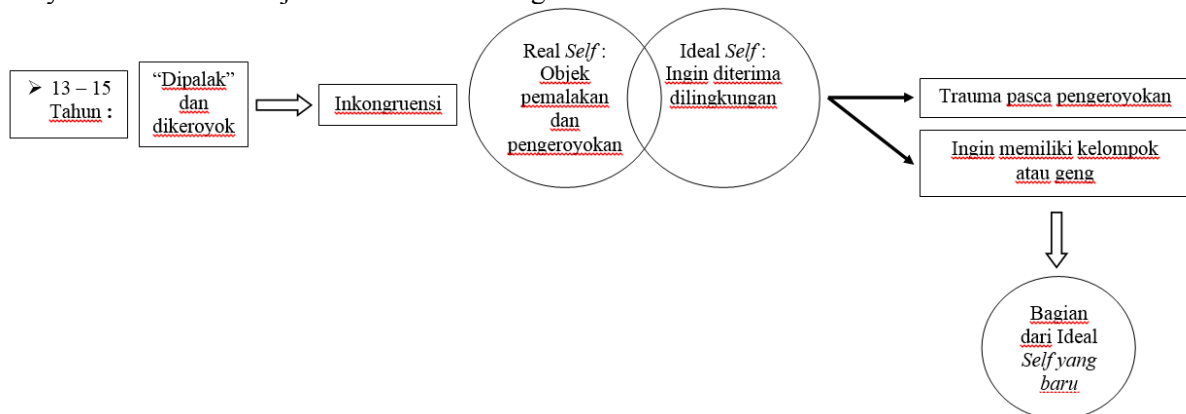 ➢ 13 – 15
Tahun :
“Dipalak”
dan
dikeroyok
Inkongruensi
Real Self :
Objek
pemalakan
dan
pengeroyokan
Ideal Self :
Ingin diterima
dilingkungan
Trauma pasca pengeroyokan
Ingin memiliki kelompok
atau geng
Bagian
dari Ideal
Self yang
baru